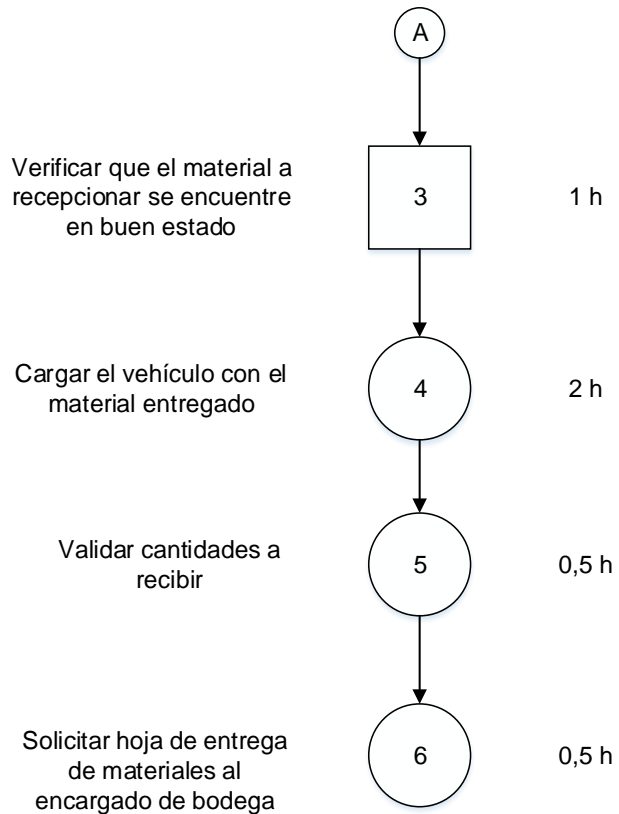 A
Verificar que el material a
recepcionar se encuentre
en buen estado
3
1 h
Cargar el vehículo con el
material entregado
4
2 h
Validar cantidades a
recibir
5
0,5 h
Solicitar hoja de entrega
de materiales al
encargado de bodega
6
0,5 h